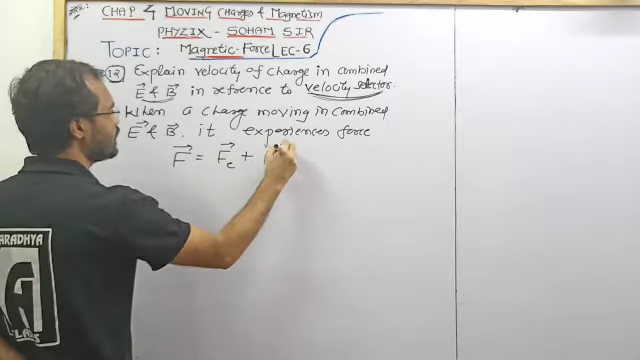 CHAP 4 MOVING Charges & Magnetism
PHYZIX - SOHAM SIR
TOPIC: Magnetic-Force LEC-6
12 Explain velocity of charge in combined
E⃗ & B⃗ in reference to velocity selector.
When a charge moving in combined
E⃗ & B⃗. it experiences force
F⃗ = F⃗e +
ARADHYA